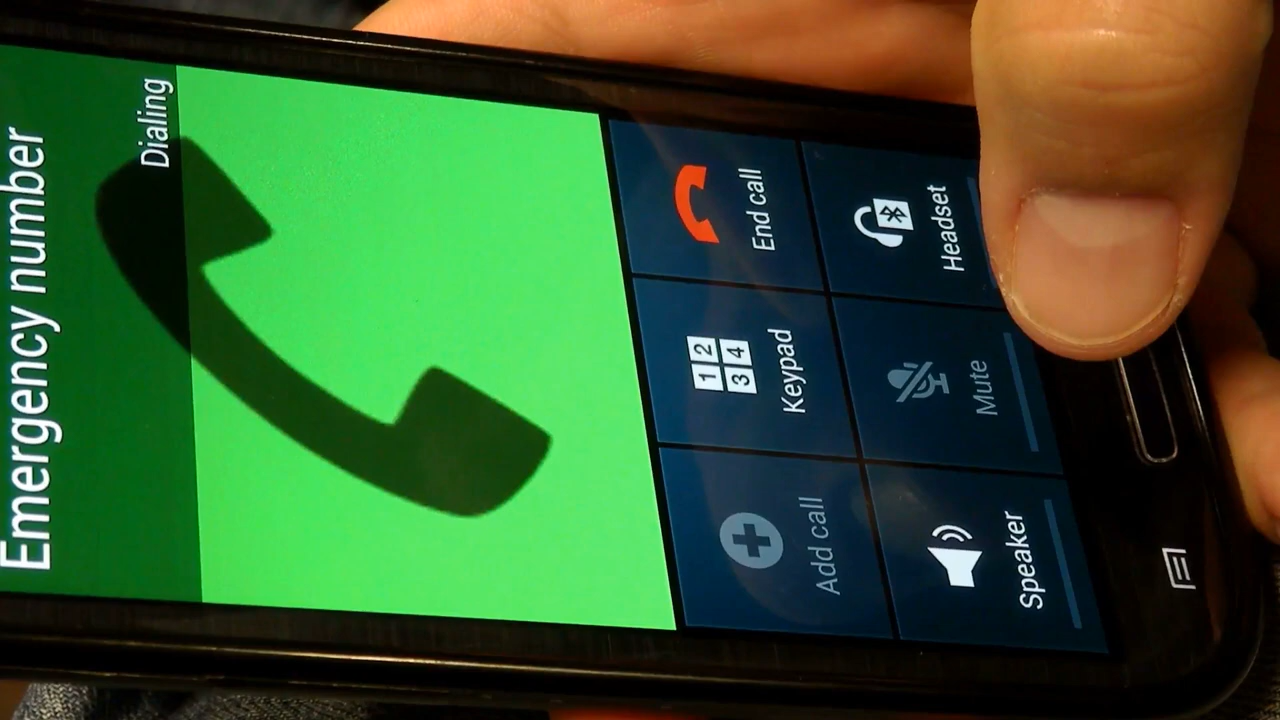 Emergency number
Dialing
Add call
1 2
3 4
Keypad
End call
Speaker
Mute
Headset